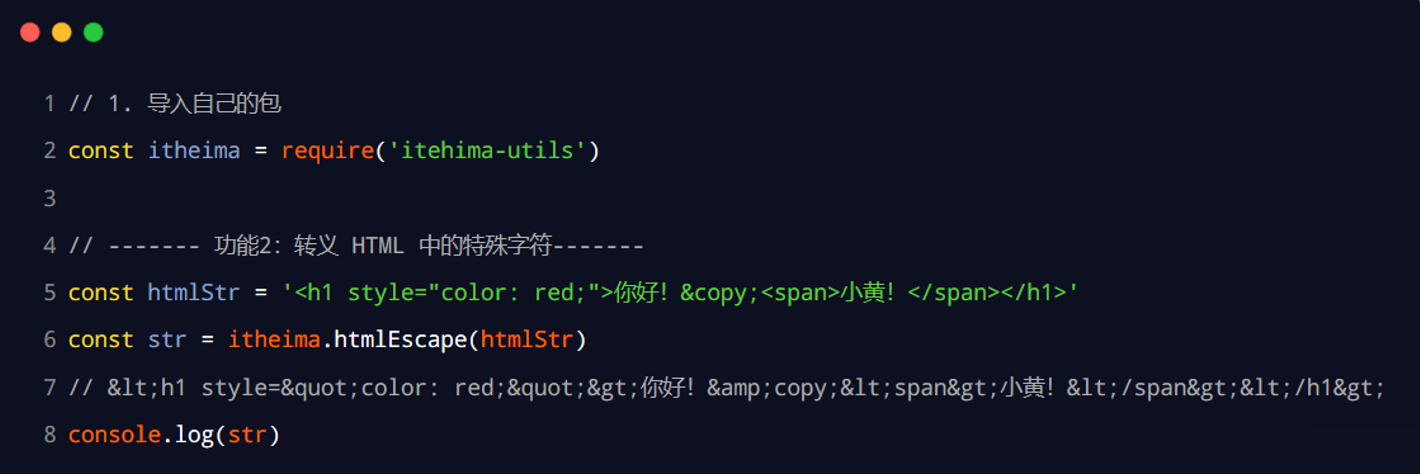 1 // 1. 导入自己的包
2 const itheima = require('itehima-utils')
3
4 // ------- 功能2：转义 HTML 中的特殊字符-------
5 const htmlStr = '<h1 style="color: red;">你好！&copy;<span>小黄！</span></h1>'
6 const str = itheima.htmlEscape(htmlStr)
7 // &lt;h1 style=&quot;color: red;&quot;&gt;你好！&amp;copy;&lt;span&gt;小黄！&lt;/span&gt;&lt;/h1&gt;
8 console.log(str)